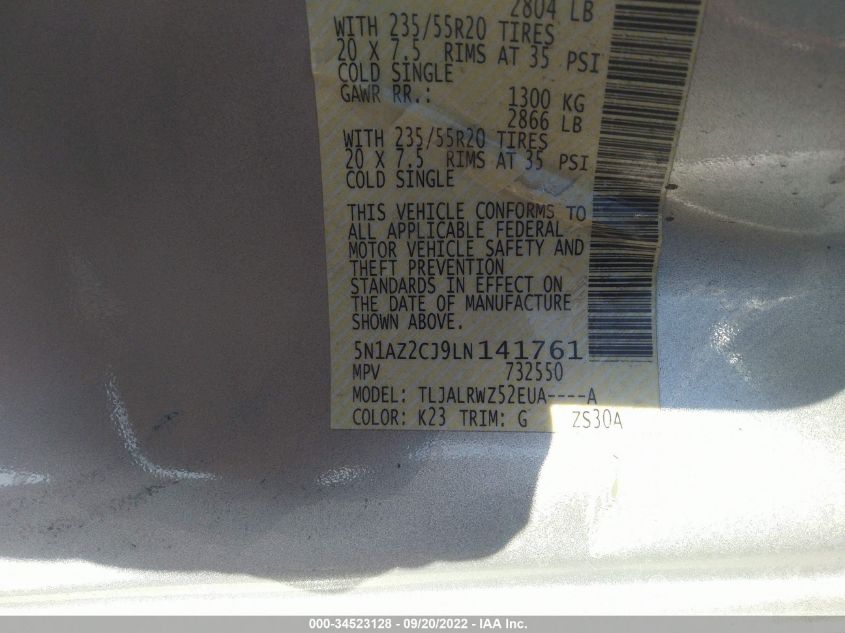 2804 LB
WITH 235/55R20 TIRES
20 X 7.5 RIMS AT 35 PSI
COLD SINGLE
GAWR RR.: 1300 KG
2866 LB
WITH 235/55R20 TIRES
20 X 7.5 RIMS AT 35 PSI
COLD SINGLE
THIS VEHICLE CONFORMS TO
ALL APPLICABLE FEDERAL
MOTOR VEHICLE SAFETY AND
THEFT PREVENTION
STANDARDS IN EFFECT ON
THE DATE OF MANUFACTURE
SHOWN ABOVE.
5N1AZ2CJ9LN141761
MPV 732550
MODEL: TLJALRWZ52EUA----A
COLOR: K23 TRIM: G ZS30A
000-34523128 - 09/20/2022 - IAA Inc.